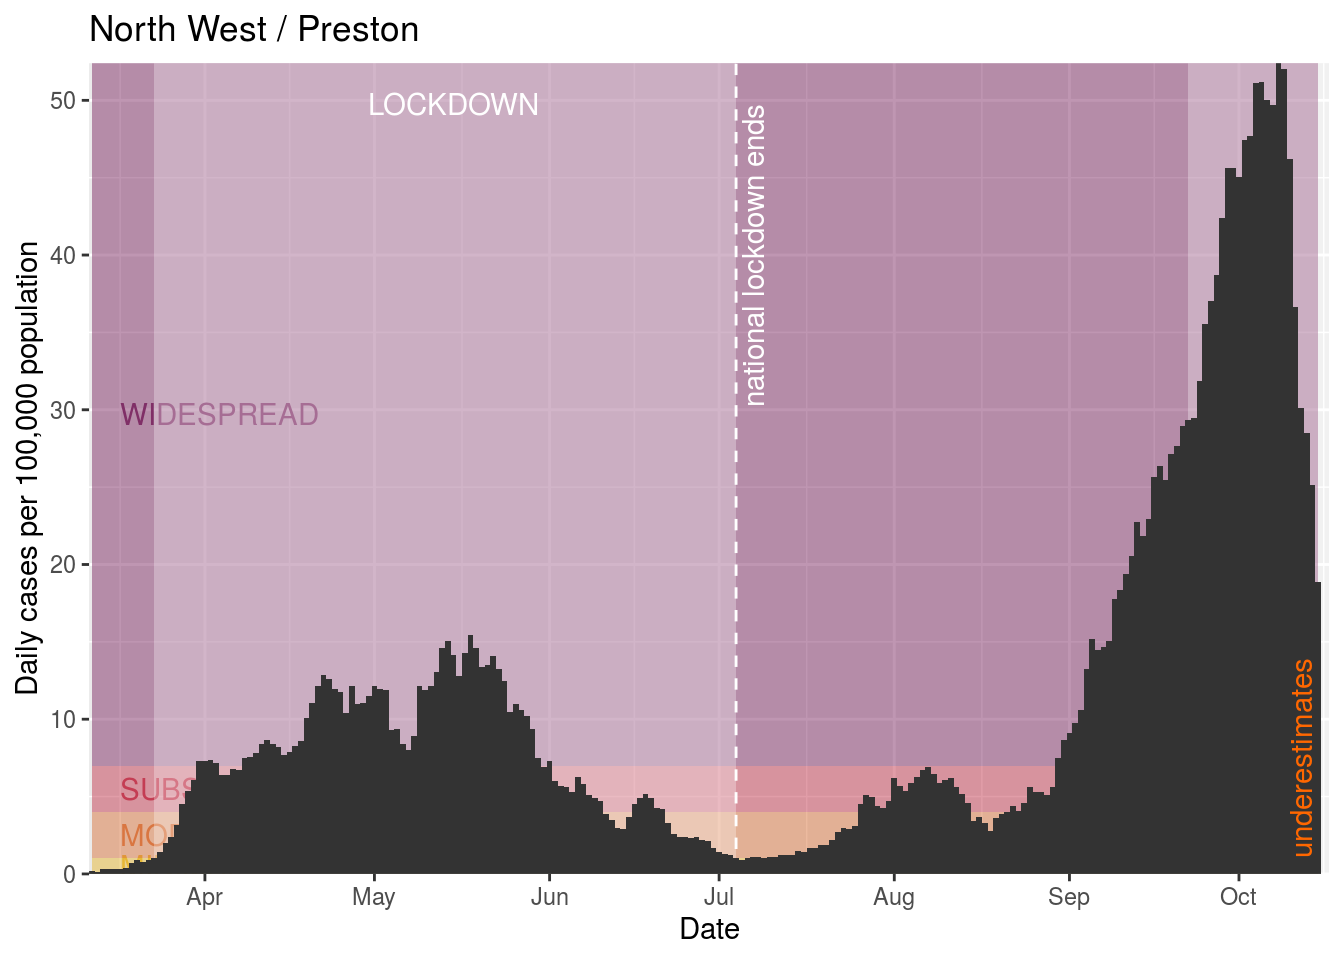 North West / Preston
LOCKDOWN
national lockdown ends
WIDESPREAD
SUBS
MO
underestimates
50
40
30
20
10
0
Daily cases per 100,000 population
Apr
May
Jun
Jul
Aug
Sep
Oct
Date